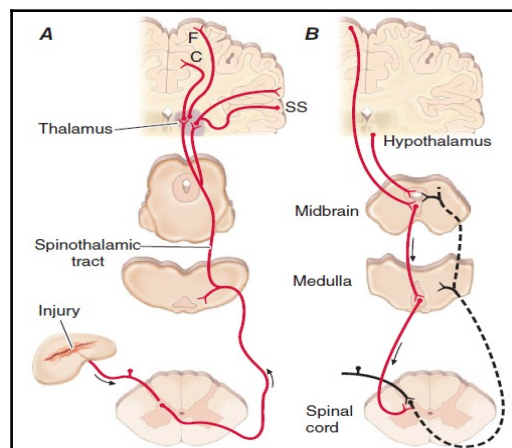 A
F
C
SS
Thalamus
Spinothalamic
tract
Injury
B
Hypothalamus
Midbrain
Medulla
Spinal
cord